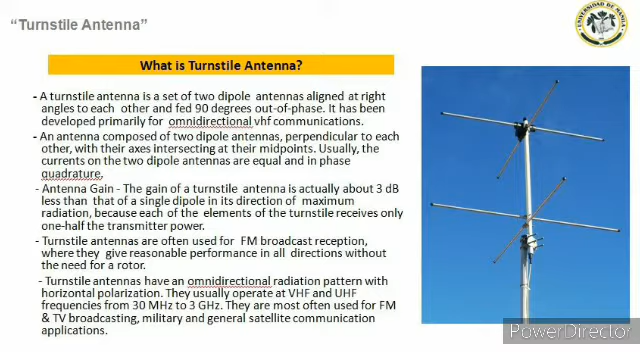 “Turnstile Antenna”
UNIVERSIDAD DE MANILA
What is Turnstile Antenna?
- A turnstile antenna is a set of two dipole antennas aligned at right
angles to each other and fed 90 degrees out-of-phase. It has been
developed primarily for omnidirectional vhf communications.
- An antenna composed of two dipole antennas, perpendicular to each
other, with their axes intersecting at their midpoints. Usually, the
currents on the two dipole antennas are equal and in phase
quadrature.
- Antenna Gain - The gain of a turnstile antenna is actually about 3 dB
less than that of a single dipole in its direction of maximum
radiation, because each of the elements of the turnstile receives only
one-half the transmitter power.
- Turnstile antennas are often used for FM broadcast reception,
where they give reasonable performance in all directions without
the need for a rotor.
- Turnstile antennas have an omnidirectional radiation pattern with
horizontal polarization. They usually operate at VHF and UHF
frequencies from 30 MHz to 3 GHz. They are most often used for FM
& TV broadcasting, military and general satellite communication
applications.
PowerDirector